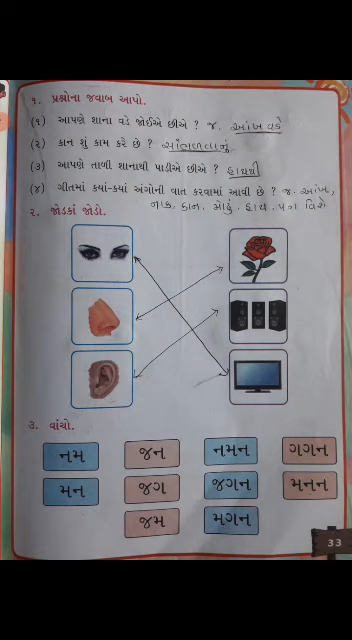 ૧. પ્રશ્નોના જવાબ આપો.
(૧) આપણે શાના વડે જોઈએ છીએ ? જ. આંખ વડે
(૨) કાન શું કામ કરે છે ? સાંભળવાનું
(૩) આપણે તાળી શાનાથી પાડીએ છીએ ? હાથથી
(૪) ગીતમાં કયાં-કયાં અંગોની વાત કરવામાં આવી છે ? જ. આંખ,
નાક, કાન, મોઢું, હાથ, પગ વિશે
૨. જોડકાં જોડો.
૩. વાંચો.
નમ જન નમન ગગન
મન જગ જગન મનન
જમ મગન
33